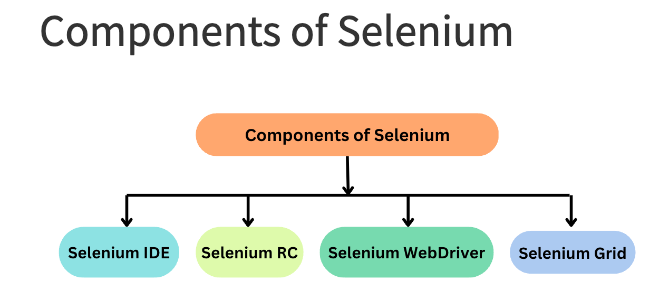 Components of Selenium
Components of Selenium
Selenium IDE
Selenium RC
Selenium WebDriver
Selenium Grid